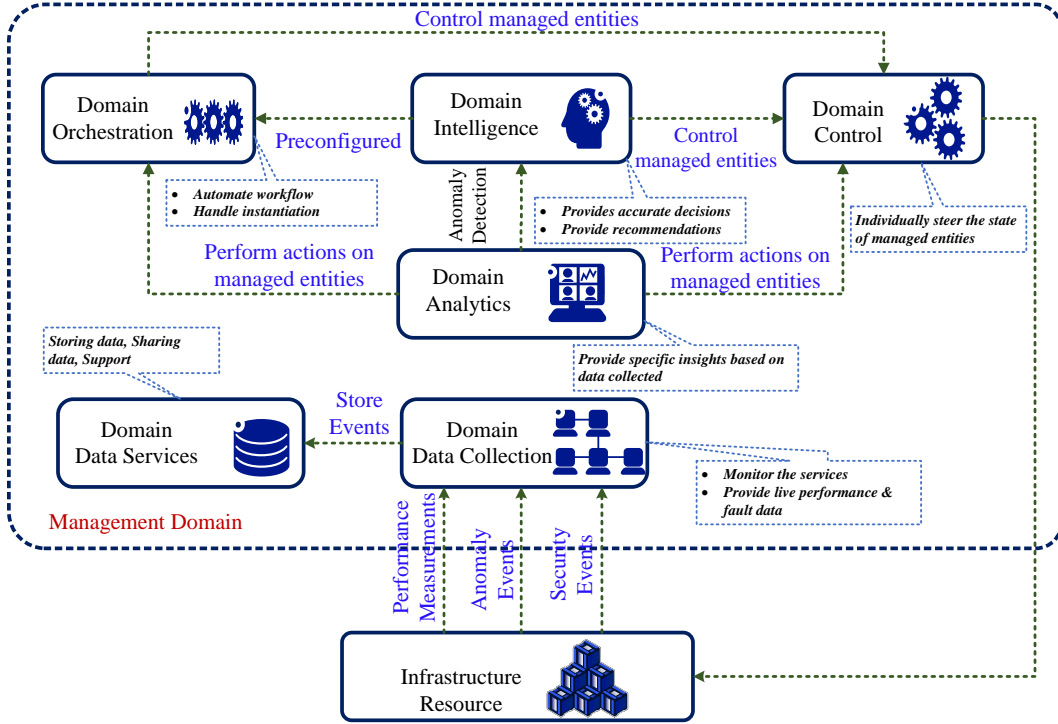 Control managed entities
Domain
Orchestration
Domain
Intelligence
Domain
Control
Preconfigured
Control
managed entities
• Automate workflow
• Handle instantiation
Anomaly
Detection
• Provides accurate decisions
• Provide recommendations
Individually steer the state
of managed entities
Perform actions on
managed entities
Domain
Analytics
Perform actions on
managed entities
Storing data, Sharing
data, Support
Provide specific insights based on
data collected
Domain
Data Services
Store
Events
Domain
Data Collection
• Monitor the services
• Provide live performance &
fault data
Management Domain
Performance
Measurements
Anomaly
Events
Security
Events
Infrastructure
Resource